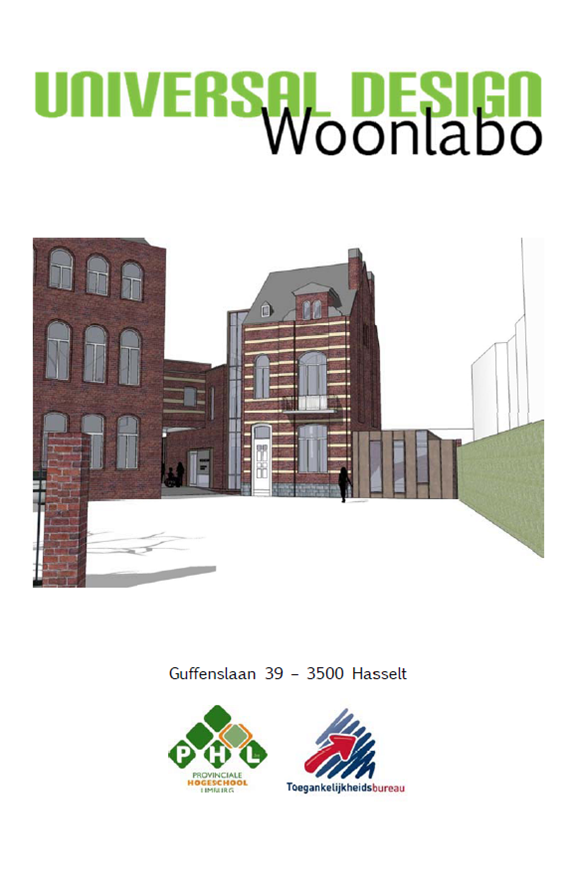 UNIVERSAL DESIGN
Woonlabo
Guffenslaan 39 – 3500 Hasselt
PHL
PROVINCIALE
HOGESCHOOL
LIMBURG
Toegankelijkheidsbureau